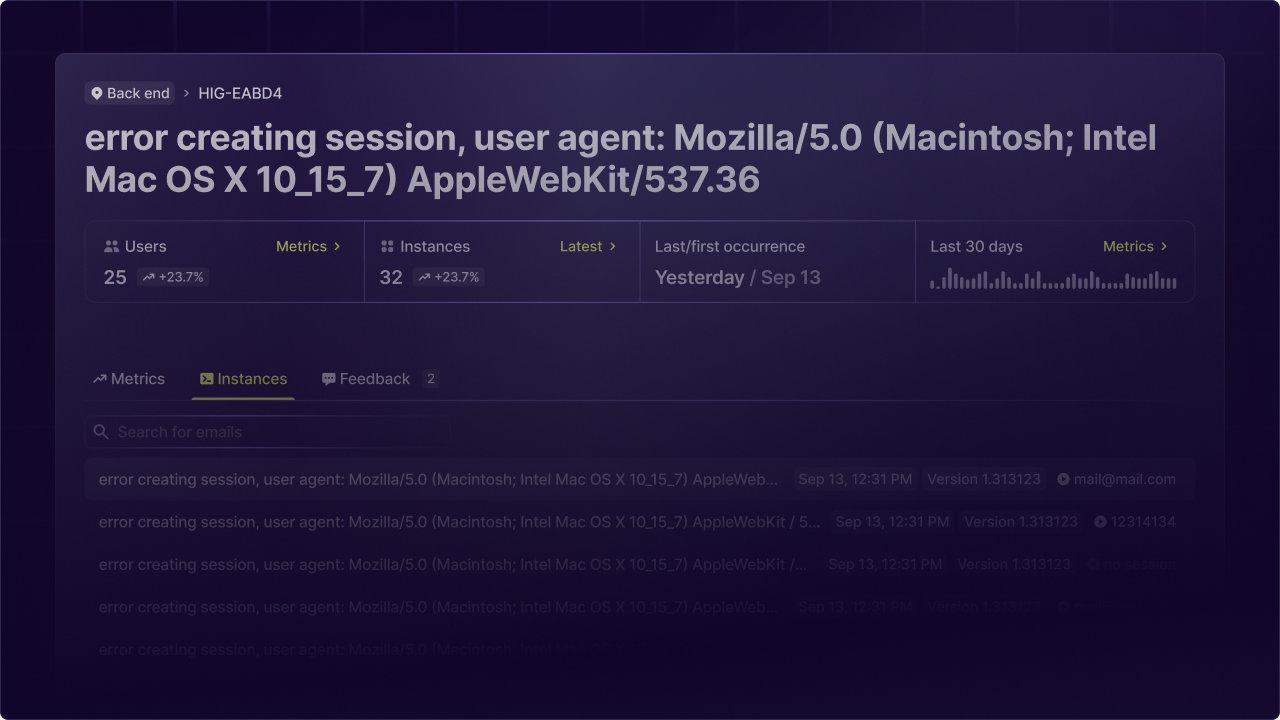 Back end > HIG-EABD4
error creating session, user agent: Mozilla/5.0 (Macintosh; Intel
Mac OS X 10_15_7) AppleWebKit/537.36
Users Metrics > Instances Latest > Last/first occurrence Last 30 days Metrics >
25 +23.7% 32 +23.7% Yesterday / Sep 13
Metrics Instances Feedback 2
Search for emails
error creating session, user agent: Mozilla/5.0 (Macintosh; Intel Mac OS X 10_15_7) AppleWeb... Sep 13, 12:31 PM Version 1.313123 mail@mail.com
error creating session, user agent: Mozilla/5.0 (Macintosh; Intel Mac OS X 10_15_7) AppleWebKit / 5... Sep 13, 12:31 PM Version 1.313123 12314134
error creating session, user agent: Mozilla/5.0 (Macintosh; Intel Mac OS X 10_15_7) AppleWebKit /... Sep 13, 12:31 PM Version 1.313123 no session
error creating session, user agent: Mozilla/5.0 (Macintosh; Intel Mac OS X 10_15_7) AppleWeb... Sep 13, 12:31 PM Version 1.313123
error creating session, user agent: Mozilla/5.0 (Macintosh; Intel